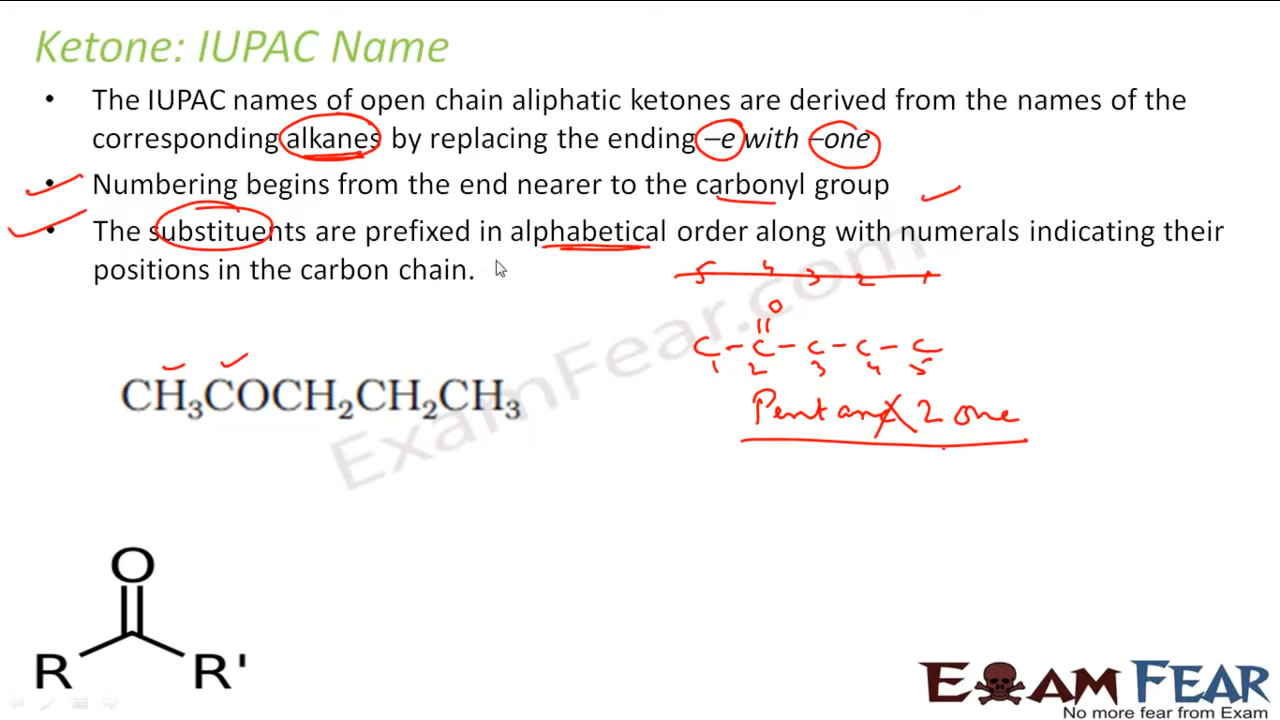 Ketone: IUPAC Name
• The IUPAC names of open chain aliphatic ketones are derived from the names of the
corresponding alkanes by replacing the ending –e with –one
• Numbering begins from the end nearer to the carbonyl group
• The substituents are prefixed in alphabetical order along with numerals indicating their
positions in the carbon chain.
5 4 3 2 1
O
||
C - C - C - C - C
1 2 3 4 5
CH₃COCH₂CH₂CH₃
Pentane 2 one
ExamFear.com
O
R R'
EXAM FEAR
No more fear from Exam